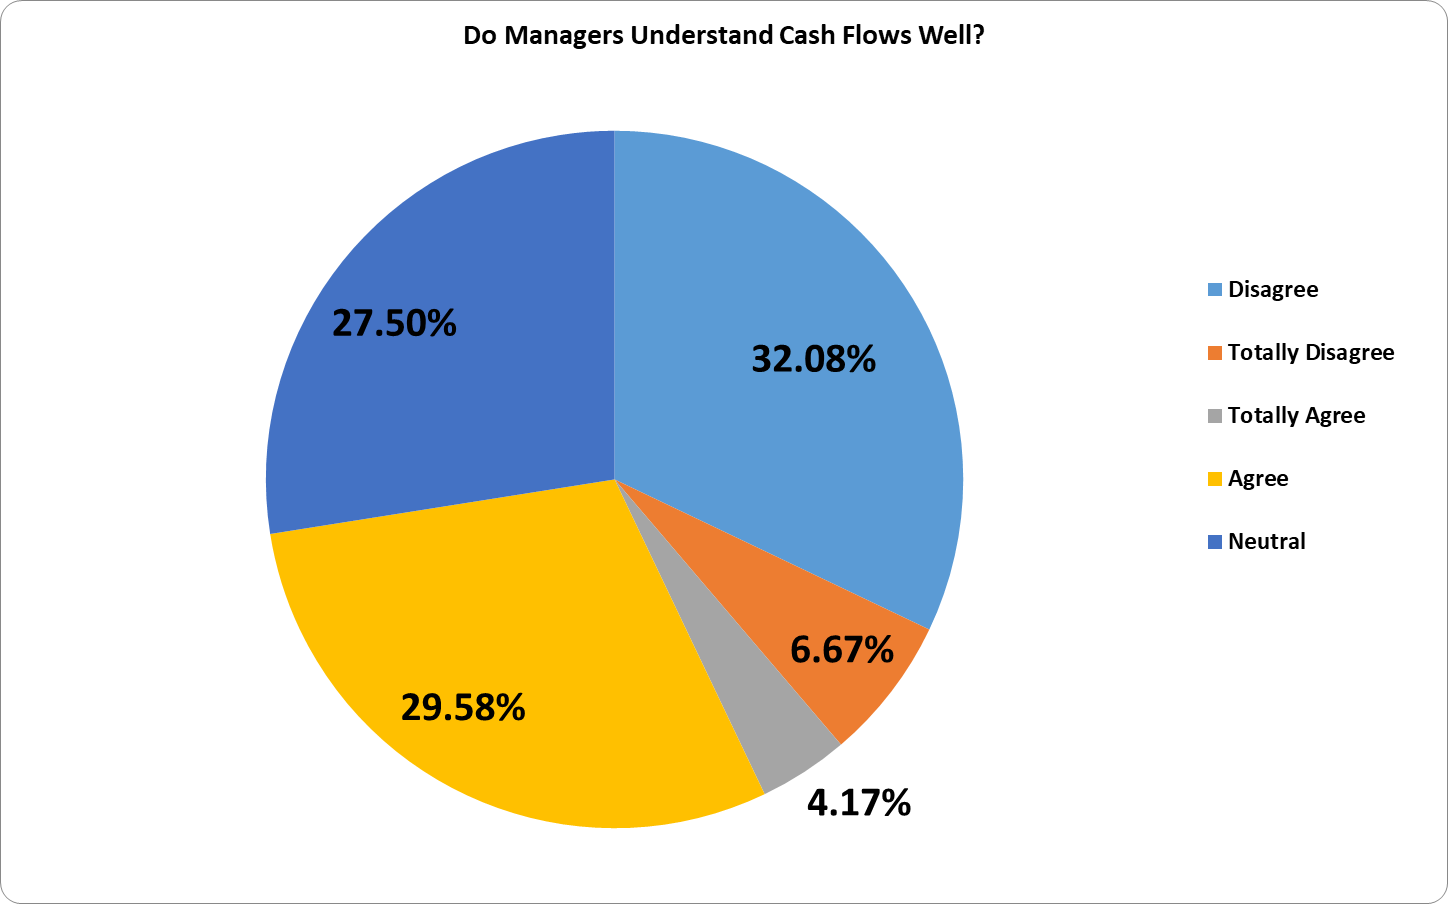 Do Managers Understand Cash Flows Well?
27.50%
32.08%
6.67%
29.58%
4.17%
Disagree
Totally Disagree
Totally Agree
Agree
Neutral